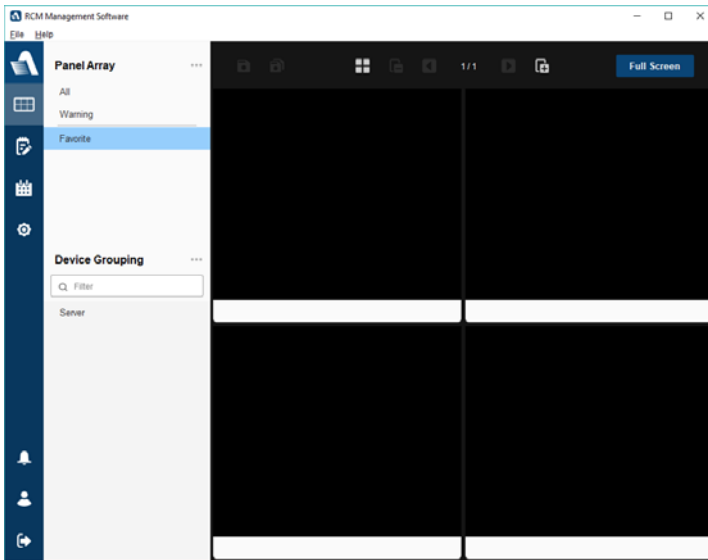 RCM Management Software
File Help
Panel Array
All
Warning
Favorite
Device Grouping
Filter
Server
1/1
Full Screen